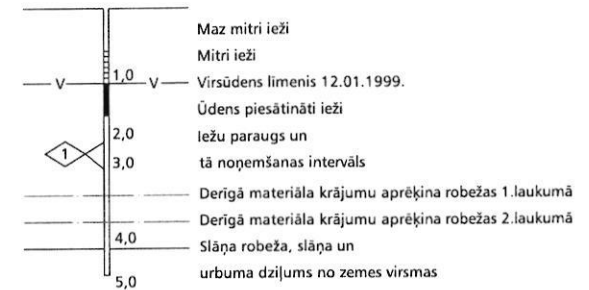 Maz mitri ieži
Mitri ieži
1,0
V V Virsūdens līmenis 12.01.1999.
Ūdens piesātināti ieži
2,0 Iežu paraugs un
1
3,0 tā noņemšanas intervāls
Derīgā materiāla krājumu aprēķina robežas 1.laukumā
Derīgā materiāla krājumu aprēķina robežas 2.laukumā
4,0 Slāņa robeža, slāņa un
urbuma dziļums no zemes virsmas
5,0